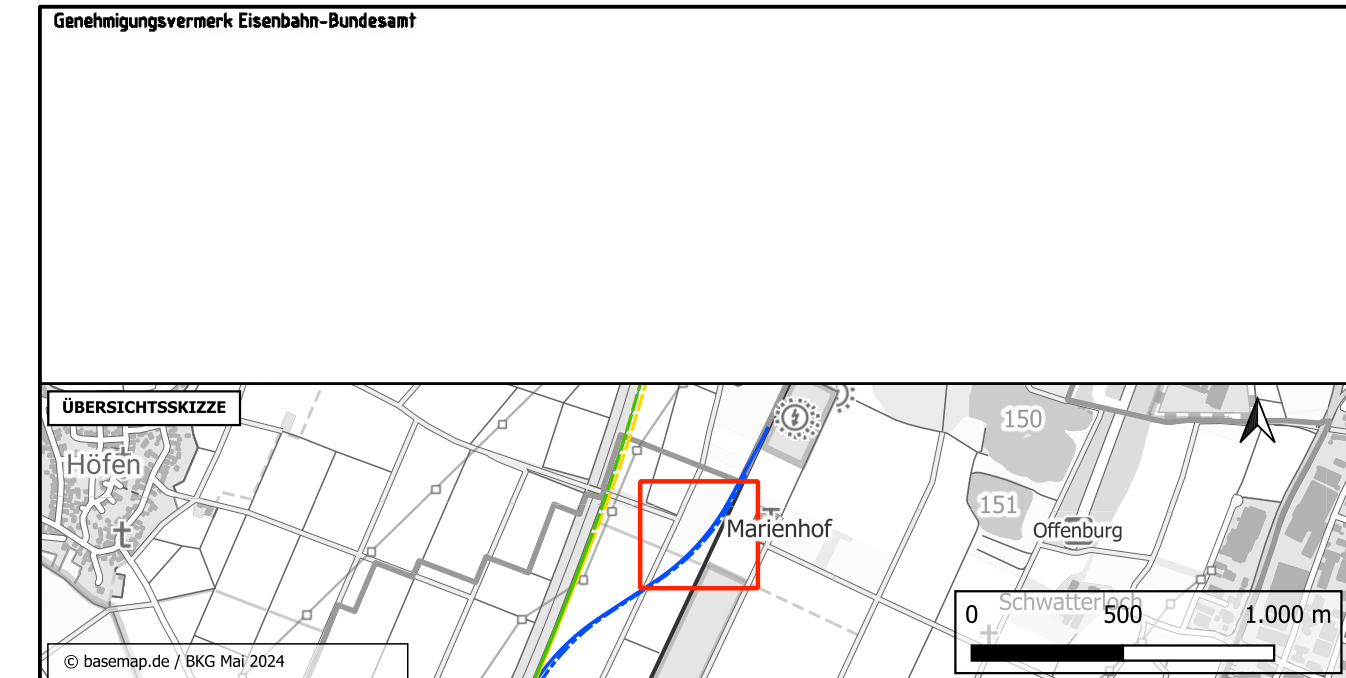 Genehmigungsvermerk Eisenbahn-Bundesamt
ÜBERSICHTSSKIZZE
150
Höfen
151
Marienhof
Offenburg
Schwatterloch
0 500 1.000 m
© basemap.de / BKG Mai 2024